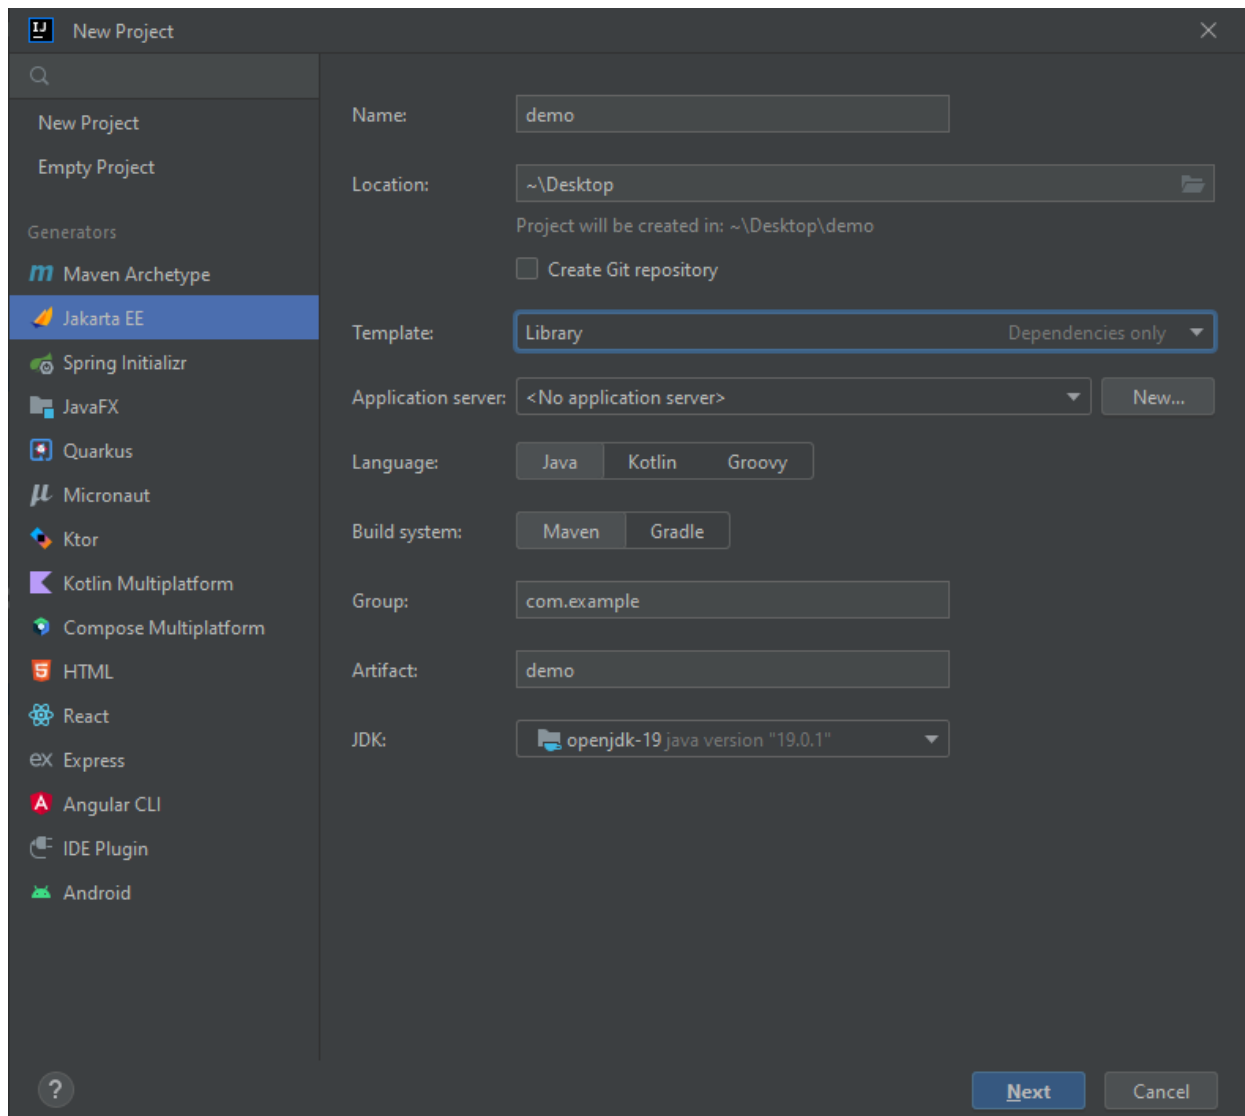 New Project
New Project
Empty Project
Generators
Maven Archetype
Jakarta EE
Spring Initializr
JavaFX
Quarkus
Micronaut
Ktor
Kotlin Multiplatform
Compose Multiplatform
HTML
React
ex Express
Angular CLI
IDE Plugin
Android
Name: demo
Location: ~\Desktop
Project will be created in: ~\Desktop\demo
Create Git repository
Template: Library Dependencies only
Application server: <No application server> New...
Language: Java Kotlin Groovy
Build system: Maven Gradle
Group: com.example
Artifact: demo
JDK: openjdk-19 java version "19.0.1"
? Next Cancel